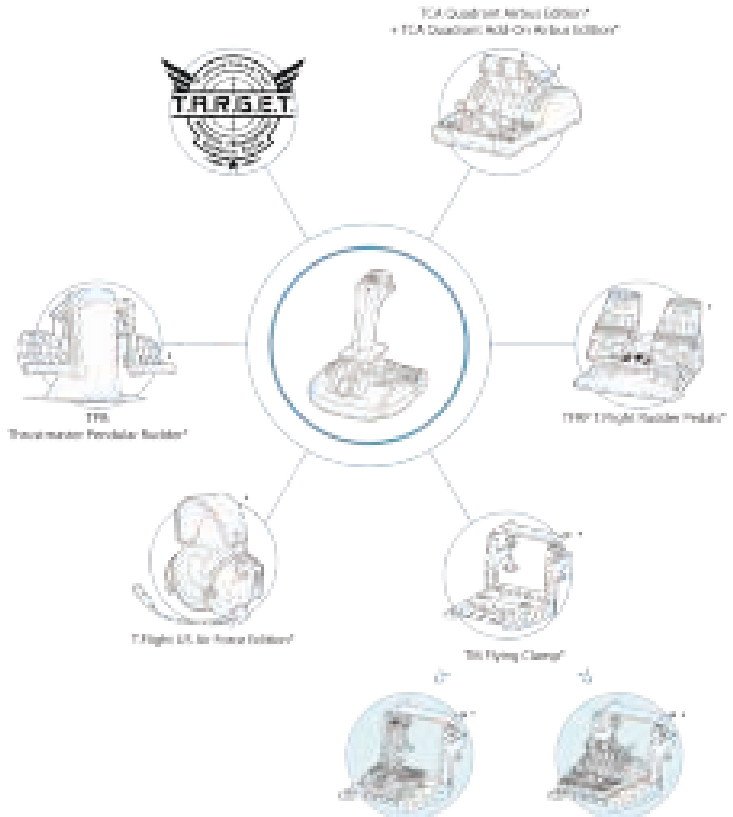 TCA Quadrant Airbus Edition*
+ TCA Quadrant Add-On Airbus Edition*
T.A.R.G.E.T.
TPR
Thrustmaster Pendular Rudder*
TFRP T.Flight Rudder Pedals*
T.Flight US Air Force Edition*
TM Flying Clamp*